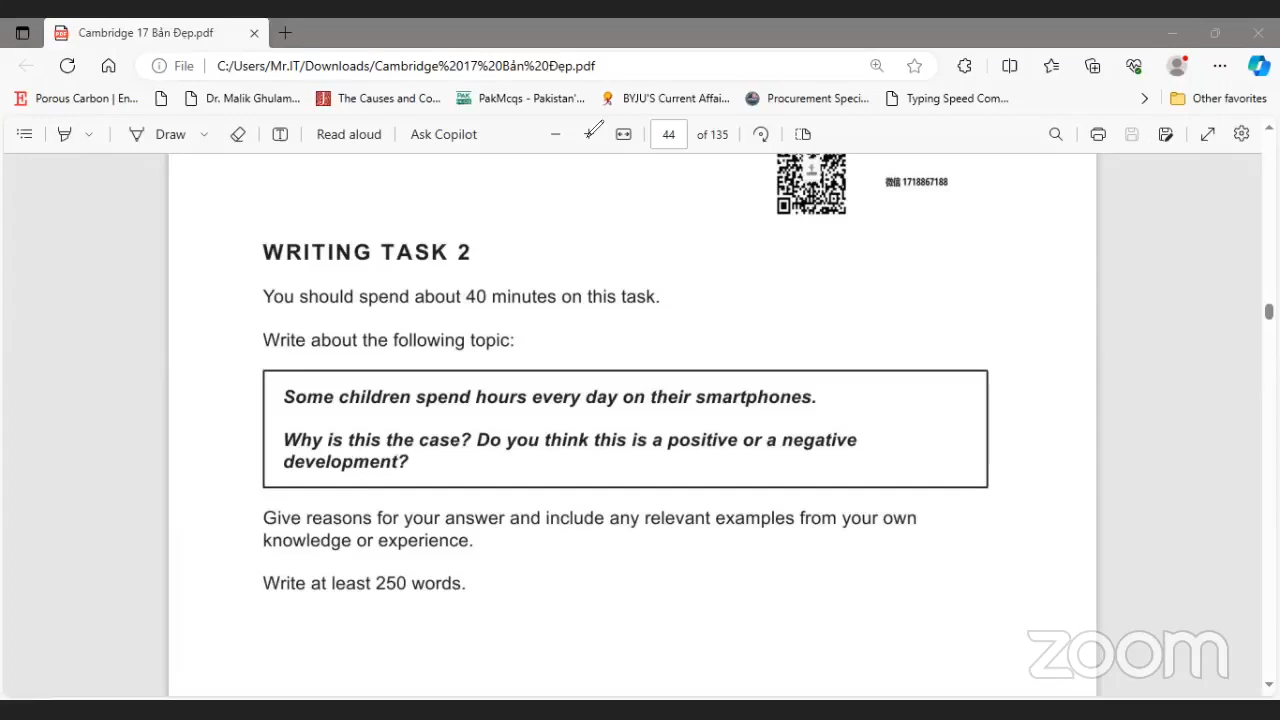 Cambridge 17 Bản Đẹp.pdf
File
C:/Users/Mr.IT/Downloads/Cambridge%2017%20Bản%20Đẹp.pdf
Porous Carbon | En...
Dr. Malik Ghulam...
The Causes and Co...
PakMcqs - Pakistan'...
BYJU'S Current Affai...
Procurement Speci...
Typing Speed Com...
Other favorites
Draw
Read aloud
Ask Copilot
44
of 135
微信 1718867188
WRITING TASK 2
You should spend about 40 minutes on this task.
Write about the following topic:
Some children spend hours every day on their smartphones.
Why is this the case? Do you think this is a positive or a negative
development?
Give reasons for your answer and include any relevant examples from your own
knowledge or experience.
Write at least 250 words.
zoom